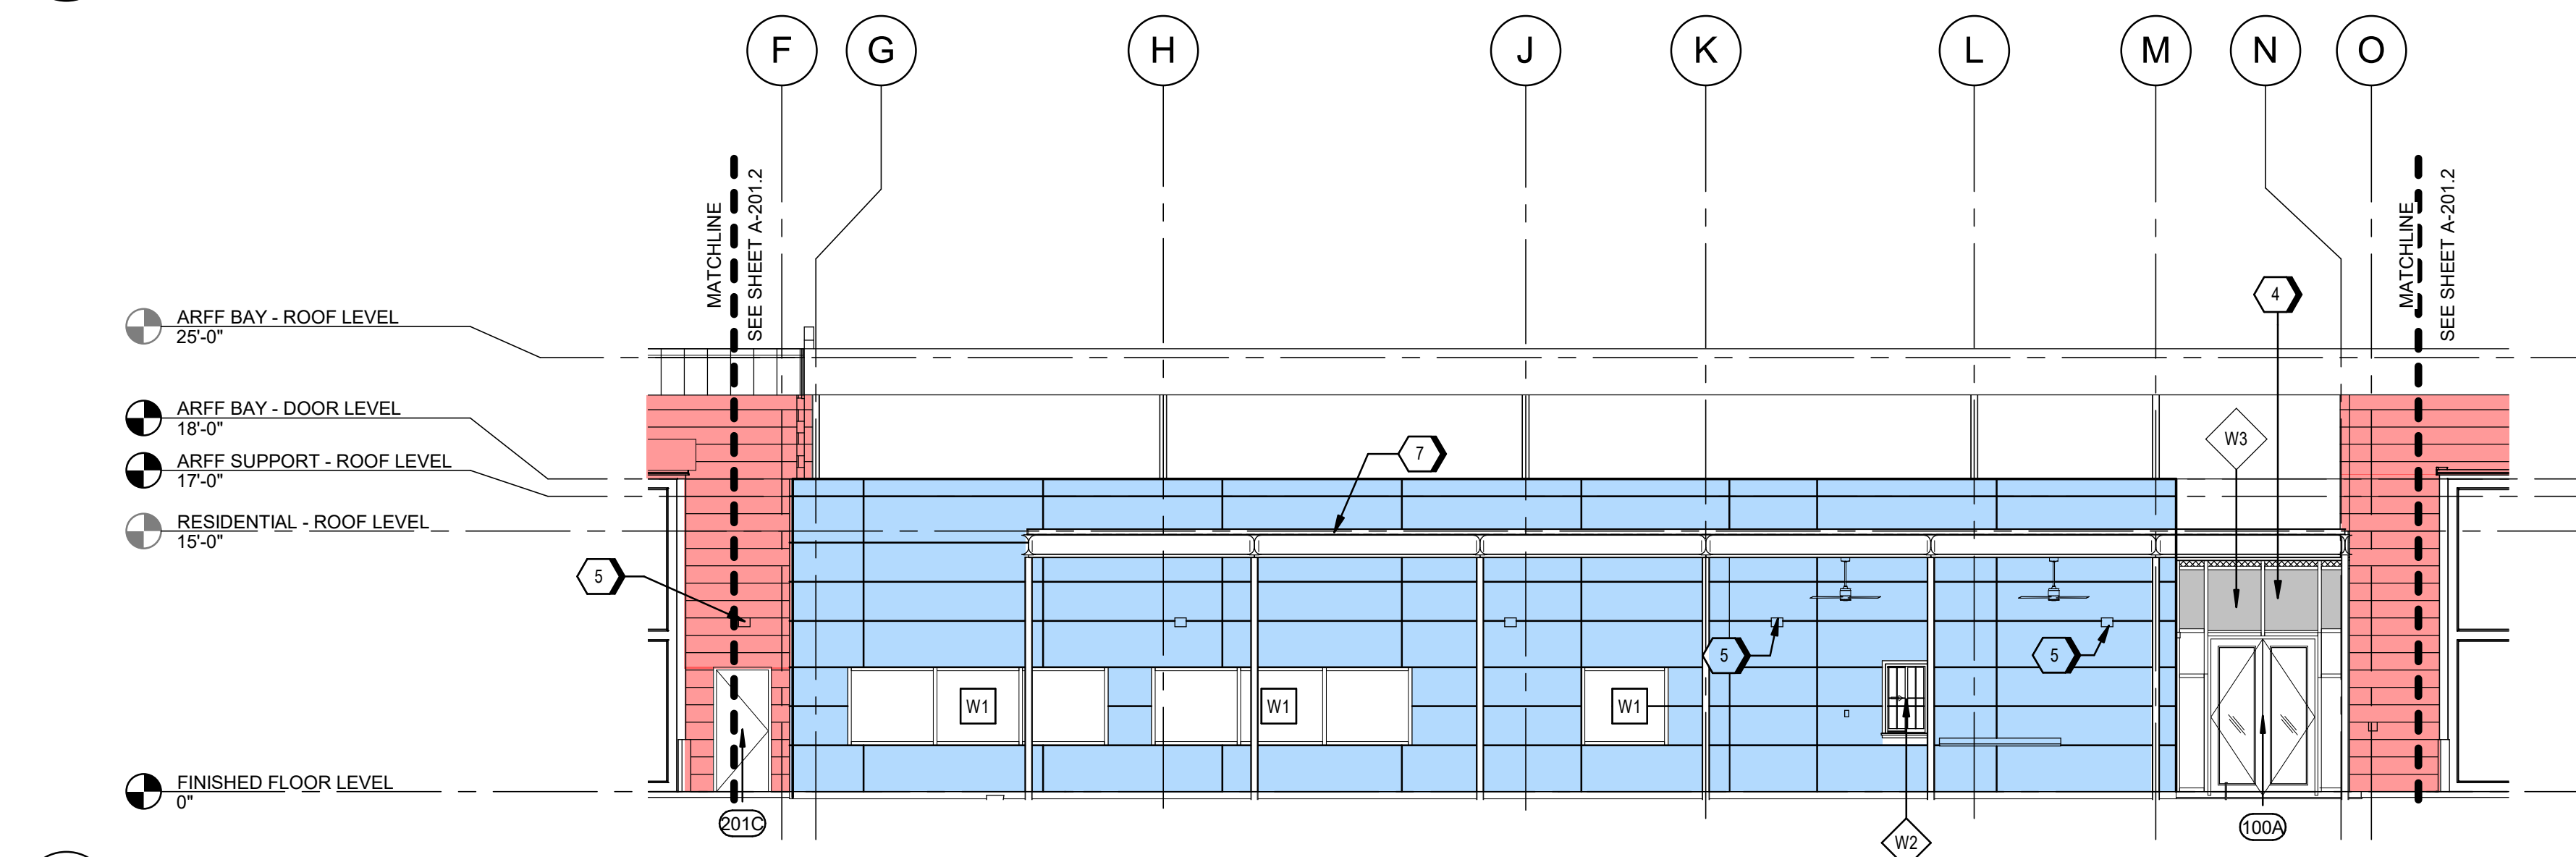 F G H J K L M N O
MATCHLINE
SEE SHEET A-201.2
MATCHLINE
SEE SHEET A-201.2
4
ARFF BAY - ROOF LEVEL
25'-0"
ARFF BAY - DOOR LEVEL
18'-0"
ARFF SUPPORT - ROOF LEVEL
17'-0"
RESIDENTIAL - ROOF LEVEL
15'-0"
7
W3
5
5
5
W1
W1
W1
FINISHED FLOOR LEVEL
0"
201C
W2
100A